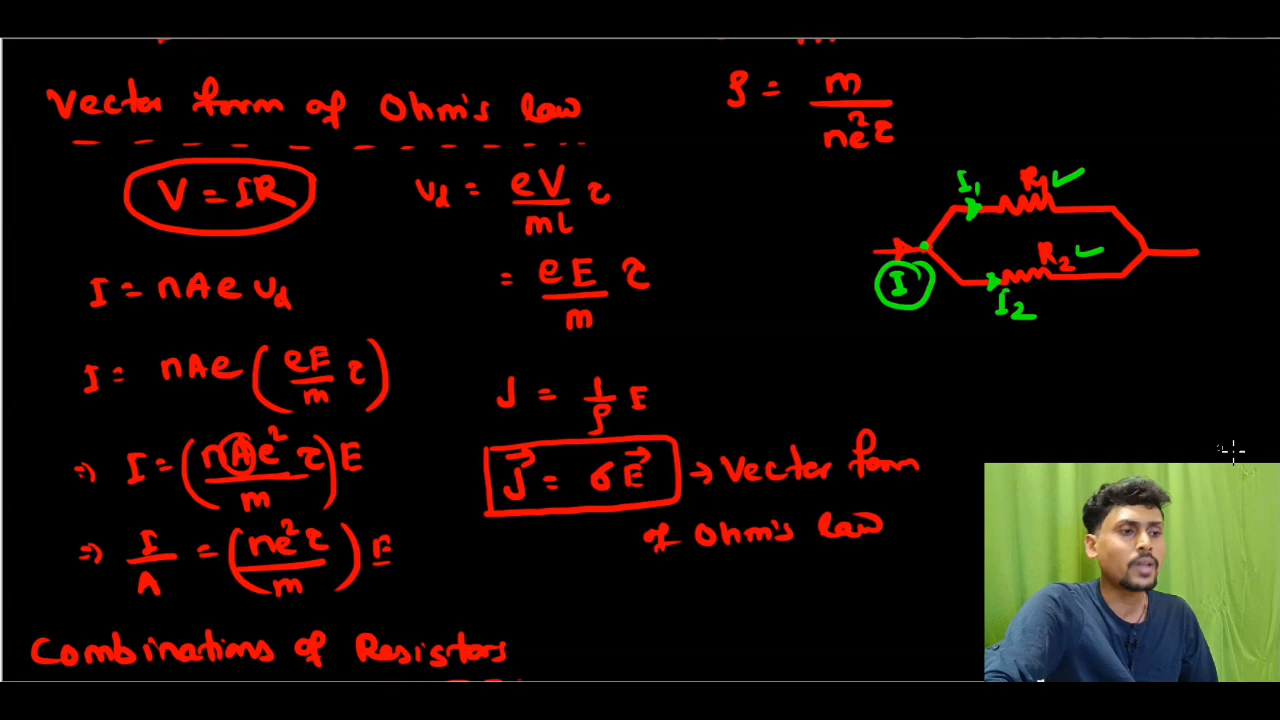 Vector form of Ohm's law
V = IR
I = nAe v_d
I = nAe (eE/m τ)
⇒ I = (nAe²τ/m) E
⇒ I/A = (ne²τ/m) E
Combinations of Resistors
v_d = eV/ml τ
= eE/m τ
J = 1/ρ E
J⃗ = σE⃗ → Vector form
of Ohm's law
ρ = m/ne²τ
I₁ R₁ ✓
R₂ ✓
I
I₂